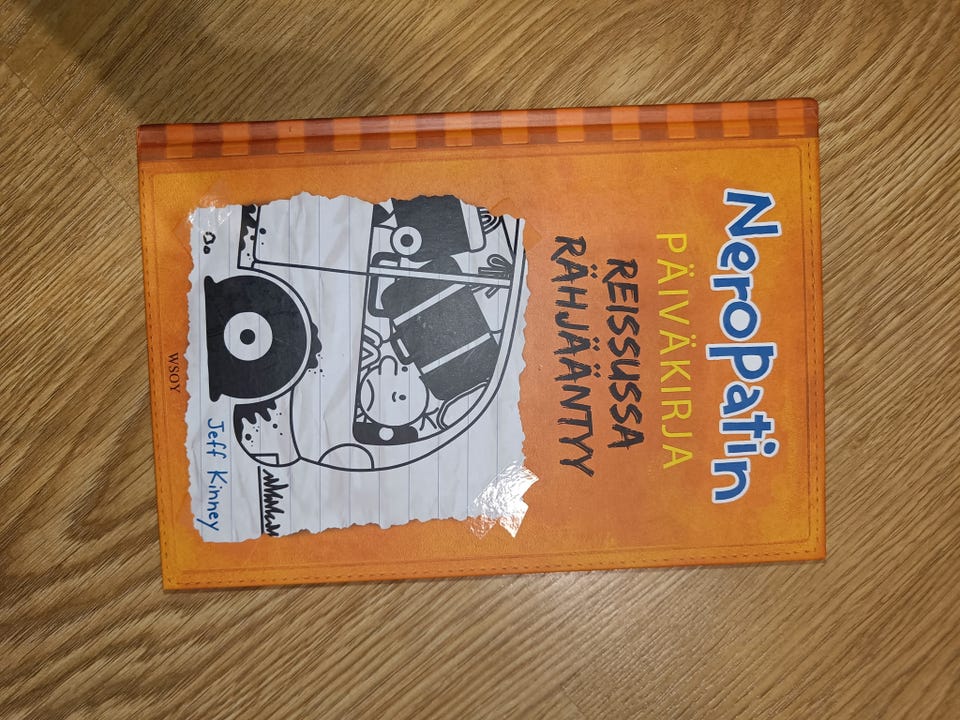 Neropatin
PÄIVÄKIRJA
REISSUSSA
RÄHJÄÄNTYY
Jeff Kinney
WSOY